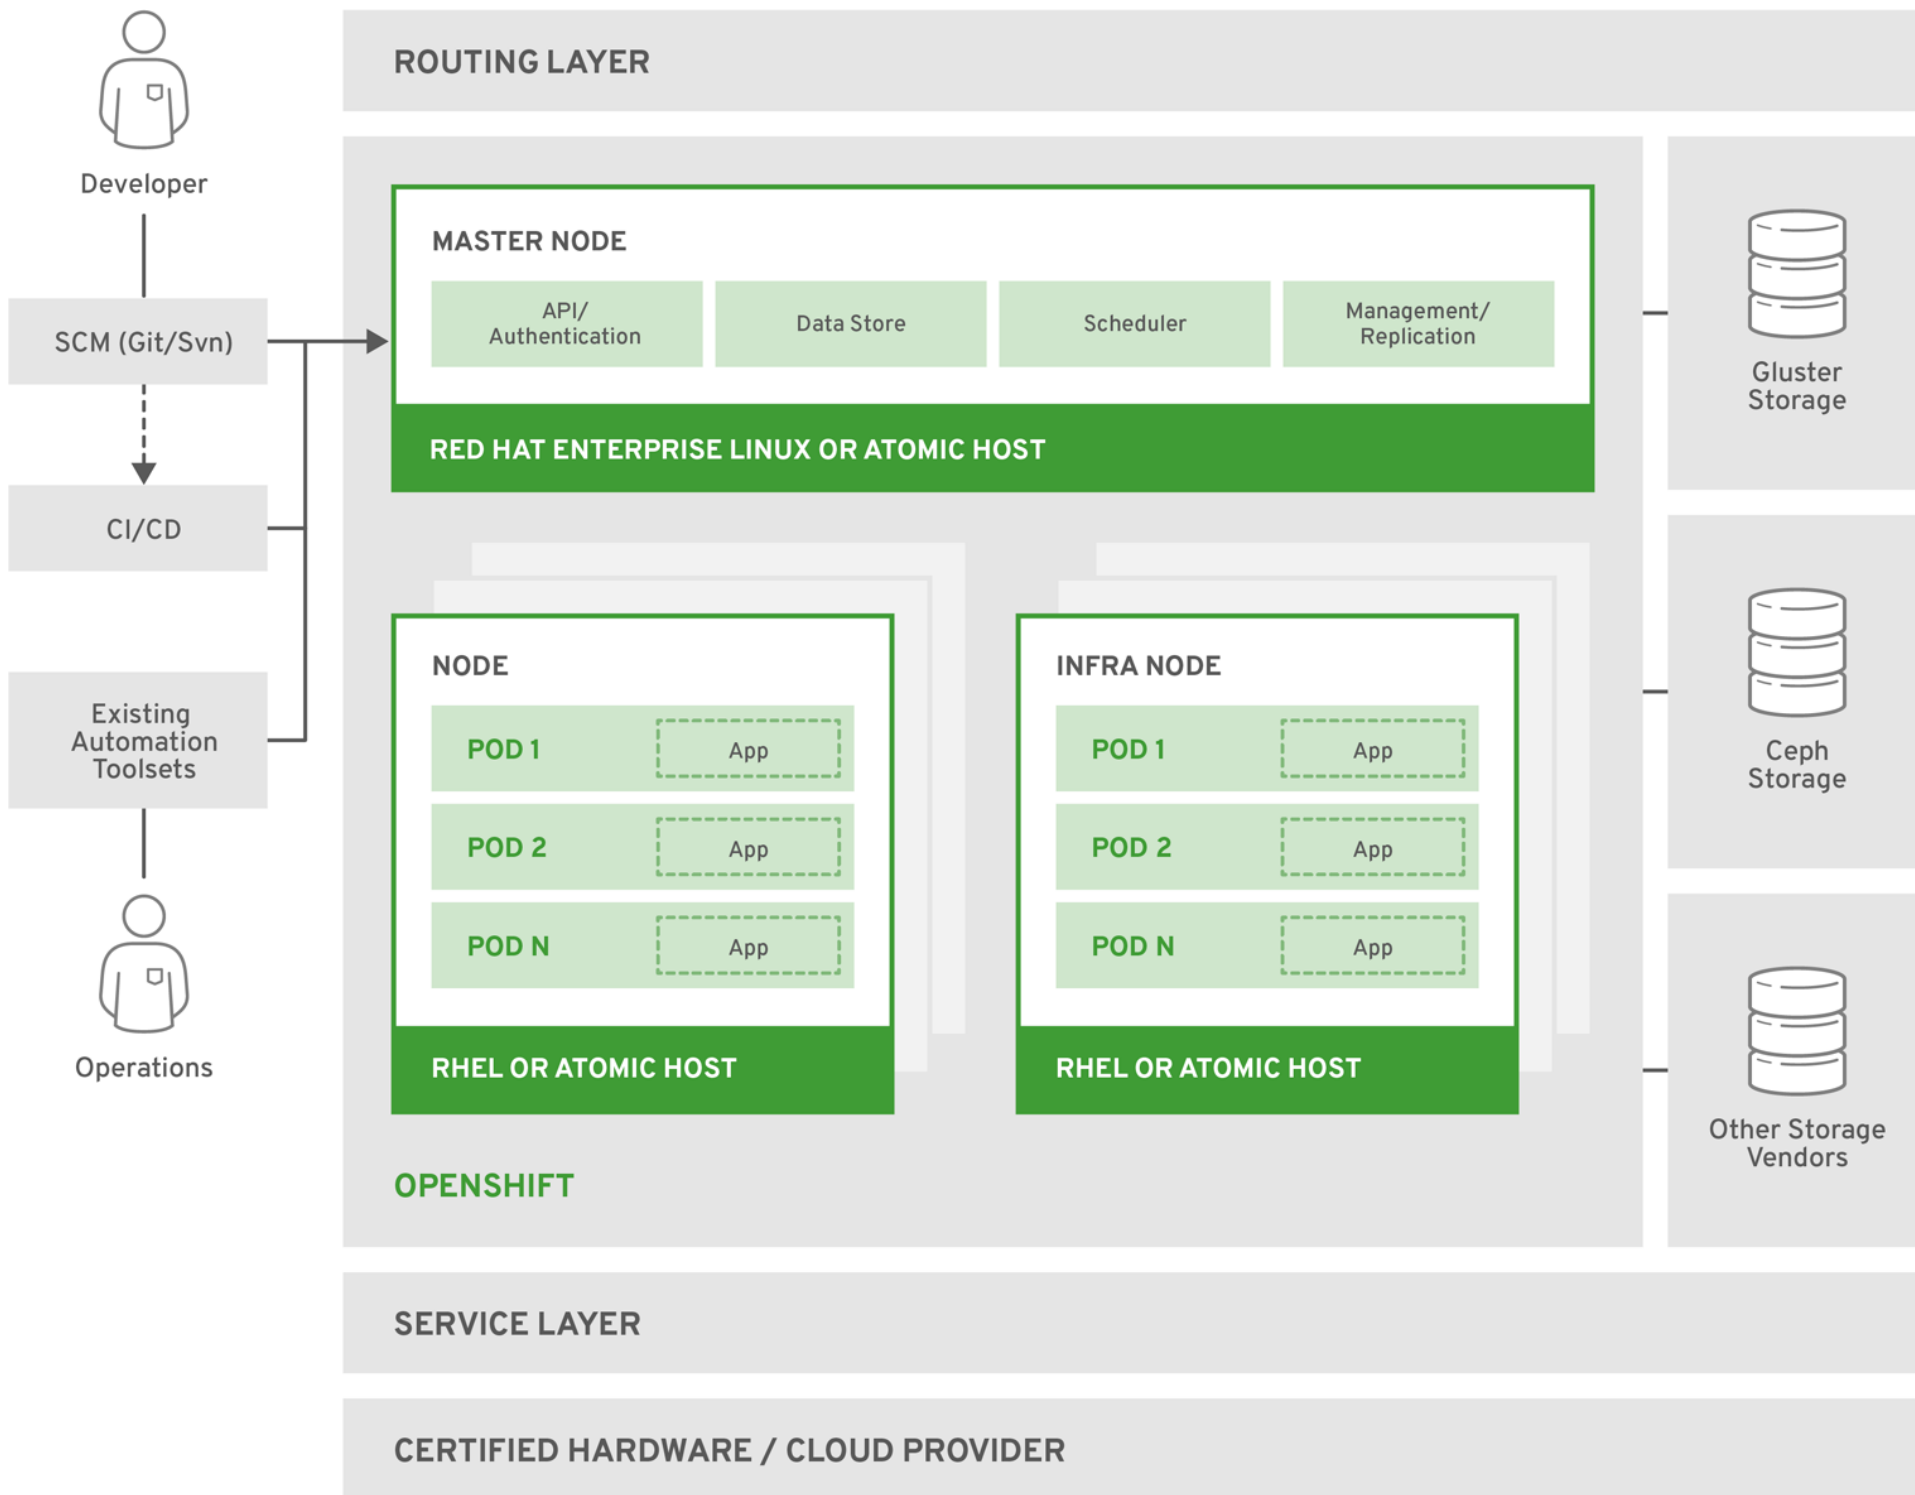 ROUTING LAYER
Developer
SCM (Git/Svn)
CI/CD
Existing
Automation
Toolsets
Operations
MASTER NODE
API/
Authentication
Data Store
Scheduler
Management/
Replication
RED HAT ENTERPRISE LINUX OR ATOMIC HOST
NODE
POD 1
App
POD 2
App
POD N
App
RHEL OR ATOMIC HOST
INFRA NODE
POD 1
App
POD 2
App
POD N
App
RHEL OR ATOMIC HOST
OPENSHIFT
Gluster
Storage
Ceph
Storage
Other Storage
Vendors
SERVICE LAYER
CERTIFIED HARDWARE / CLOUD PROVIDER